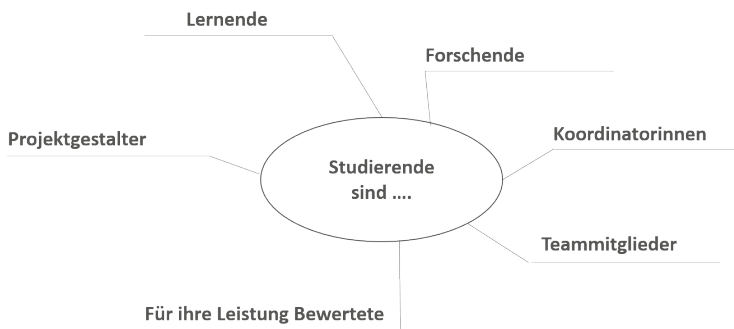 Lernende
Forschende
Projektgestalter
Koordinatorinnen
Studierende
sind ....
Teammitglieder
Für ihre Leistung Bewertete